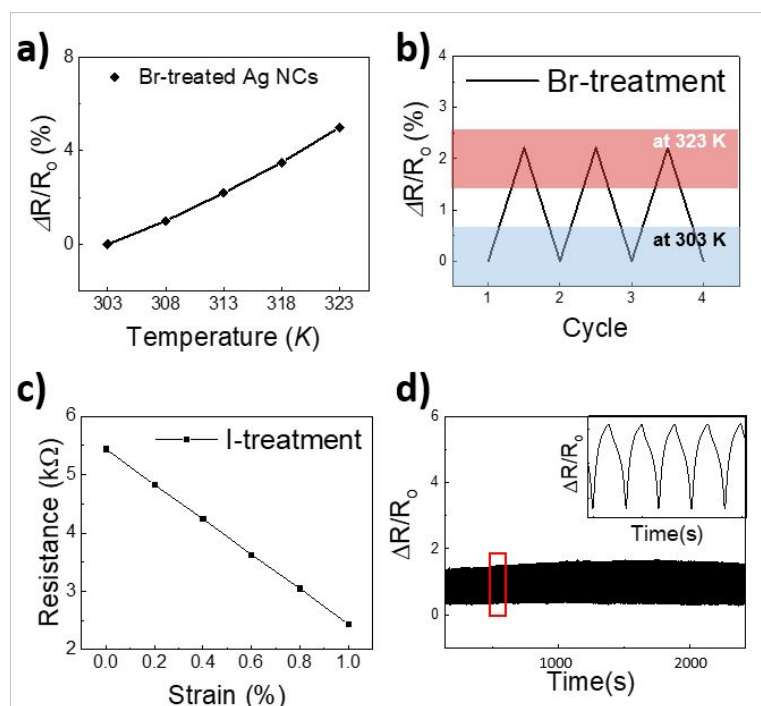 a)
8
4
0
ΔR/R₀ (%)
Br-treated Ag NCs
303 308 313 318 323
Temperature (K)
b)
4
3
2
1
0
ΔR/R₀ (%)
Br-treatment
at 323 K
at 303 K
1 2 3 4
Cycle
c)
6
5
4
3
2
Resistance (kΩ)
I-treatment
0.0 0.2 0.4 0.6 0.8 1.0
Strain (%)
d)
6
4
2
0
ΔR/R₀
ΔR/R₀
Time(s)
1000 2000
Time(s)